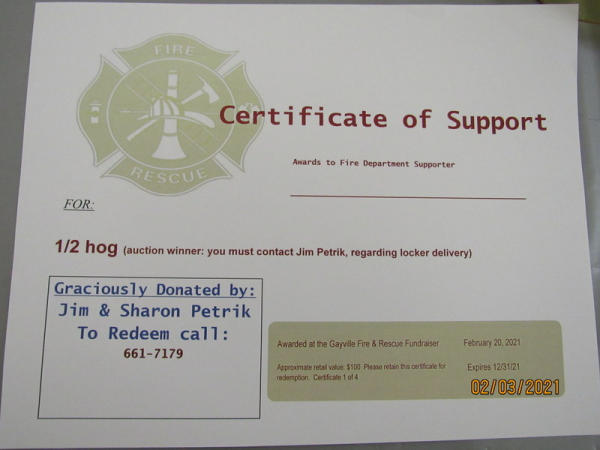 FIRE
RESCUE
Certificate of Support
Awards to Fire Department Supporter
FOR:
1/2 hog (auction winner: you must contact Jim Petrik, regarding locker delivery)
Graciously Donated by:
Jim & Sharon Petrik
To Redeem call:
661-7179
Awarded at the Gayville Fire & Rescue Fundraiser February 20, 2021
Approximate retail value: $100 Please retain this certificate for Expires 12/31/21
redemption. Certificate 1 of 4
02/03/2021